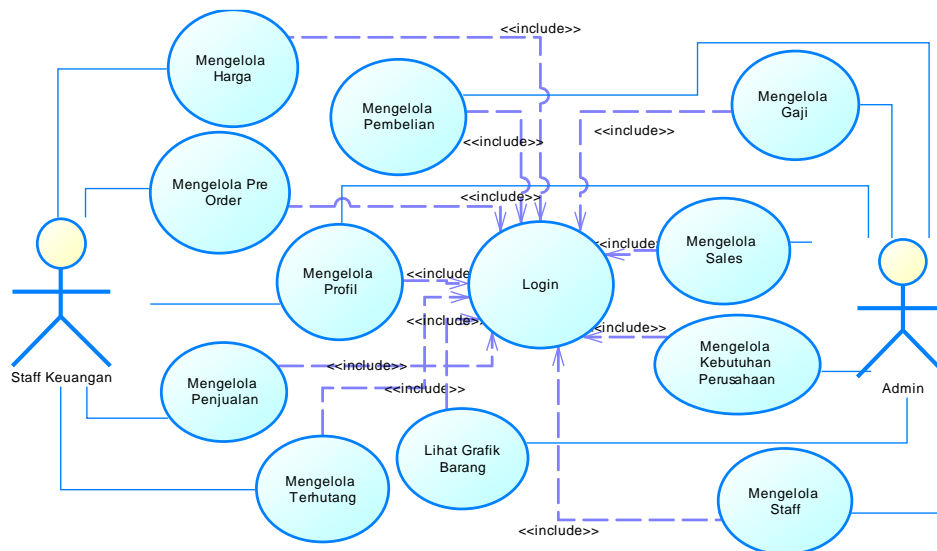 <<include>>
Mengelola
Harga
Mengelola
Pembelian
Mengelola
Gaji
<<include>>
<<include>>
Mengelola Pre
Order
<<include>>
Mengelola
Profil
<<include>>
Login
<<include>>
Mengelola
Sales
<<include>>
<<include>>
Mengelola
Kebutuhan
Perusahaan
Staff Keuangan
Admin
Mengelola
Penjualan
<<include>>
<<include>>
Mengelola
Terhutang
Lihat Grafik
Barang
Mengelola
Staff
<<include>>